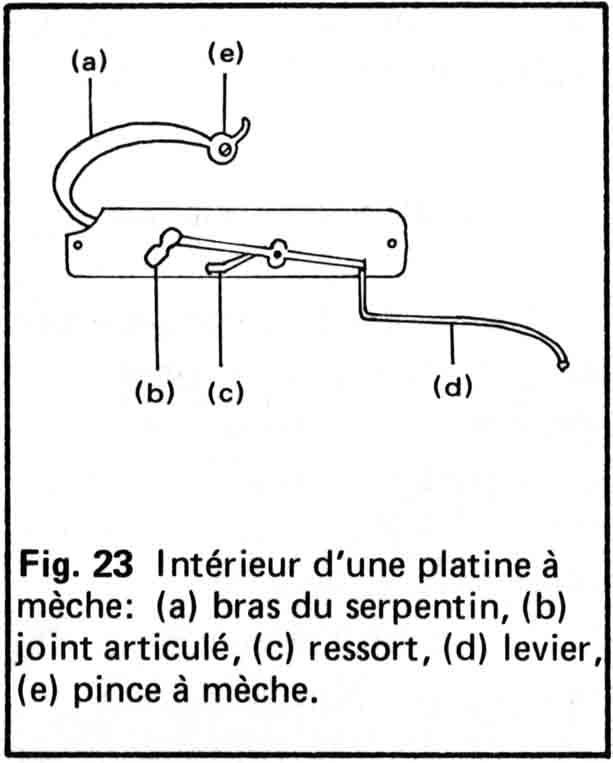 (a)
(e)
(b)
(c)
(d)
Fig. 23 Intérieur d'une platine à
mèche: (a) bras du serpentin, (b)
joint articulé, (c) ressort, (d) levier,
(e) pince à mèche.